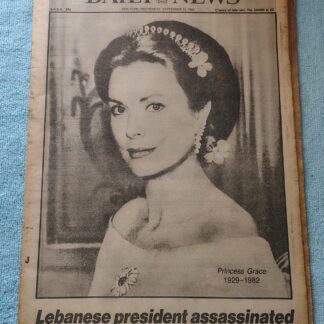 DAILY NEWS
Princess Grace
1929–1982
Lebanese president assassinated